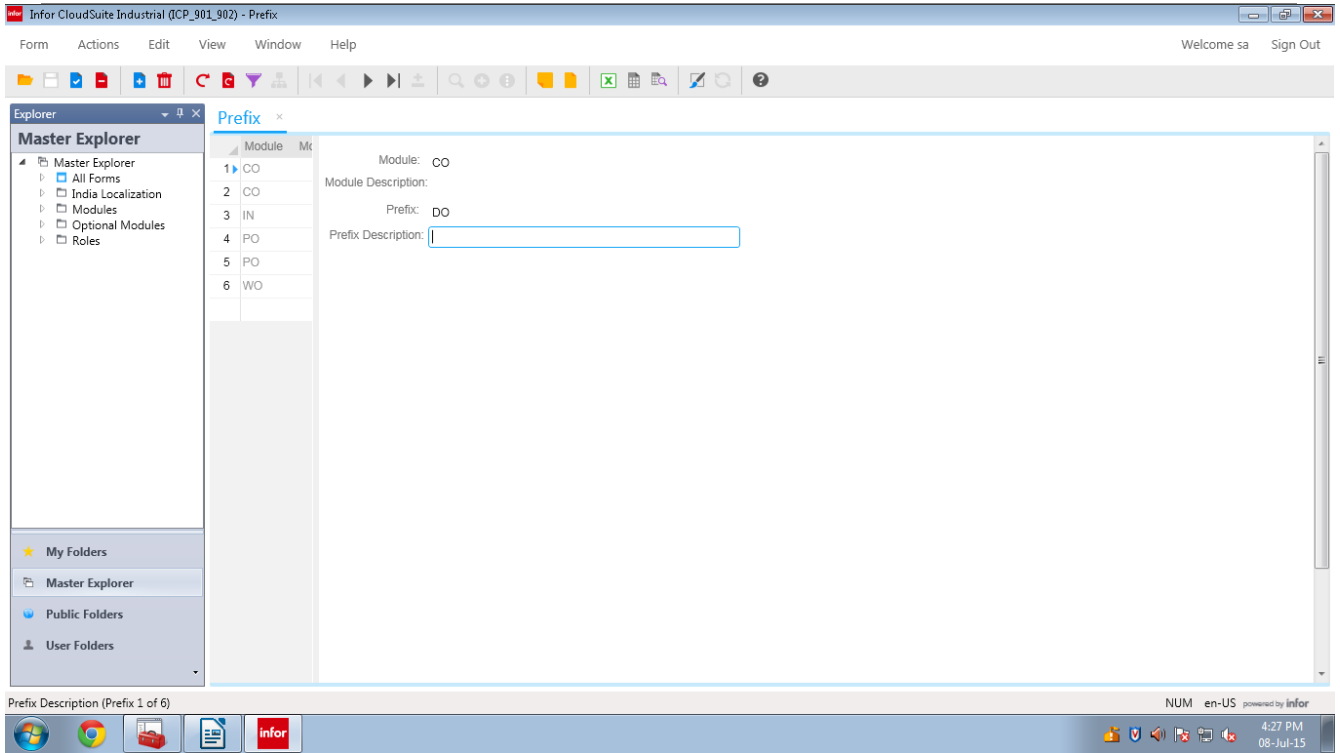 infor Infor CloudSuite Industrial (ICP_901_902) - Prefix
Form Actions Edit View Window Help Welcome sa Sign Out
Explorer
Master Explorer
Master Explorer
All Forms
India Localization
Modules
Optional Modules
Roles
My Folders
Master Explorer
Public Folders
User Folders
Prefix
Module Mo
1 CO
2 CO
3 IN
4 PO
5 PO
6 WO
Module: CO
Module Description:
Prefix: DO
Prefix Description:
Prefix Description (Prefix 1 of 6) NUM en-US powered by infor
infor
4:27 PM
08-Jul-15